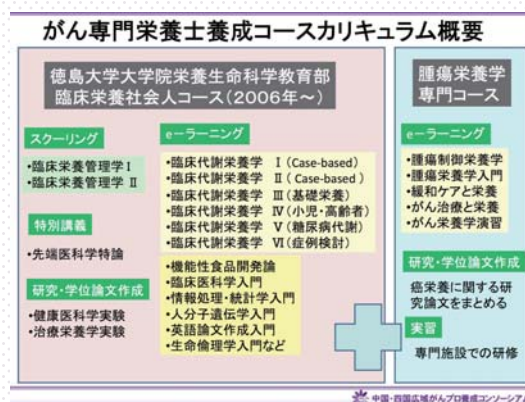 がん専門栄養士養成コースカリキュラム概要
徳島大学大学院栄養生命科学教育部
臨床栄養社会人コース(2006年～)
スクーリング
•臨床栄養管理学Ⅰ
•臨床栄養管理学 Ⅱ
特別講義
•先端医科学特論
研究・学位論文作成
•健康医科学実験
•治療栄養学実験
e－ラーニング
•臨床代謝栄養学 Ⅰ(Case-based)
•臨床代謝栄養学 Ⅱ(Case-based)
•臨床代謝栄養学 Ⅲ(基礎栄養)
•臨床代謝栄養学 Ⅳ(小児・高齢者)
•臨床代謝栄養学 Ⅴ(糖尿病代謝)
•臨床代謝栄養学 Ⅵ(症例検討)
•機能性食品開発論
•臨床医科学入門
•情報処理・統計学入門
•人分子遺伝学入門
•英語論文作成入門
•生命倫理学入門など
腫瘍栄養学
専門コース
e－ラーニング
•腫瘍制御栄養学
•腫瘍栄養学入門
•緩和ケアと栄養
•がん治療と栄養
•がん栄養学演習
研究・学位論文作成
癌栄養に関する研
究論文をまとめる
実習
専門施設での研修
中国・四国広域がんプロ養成コンソーシアム